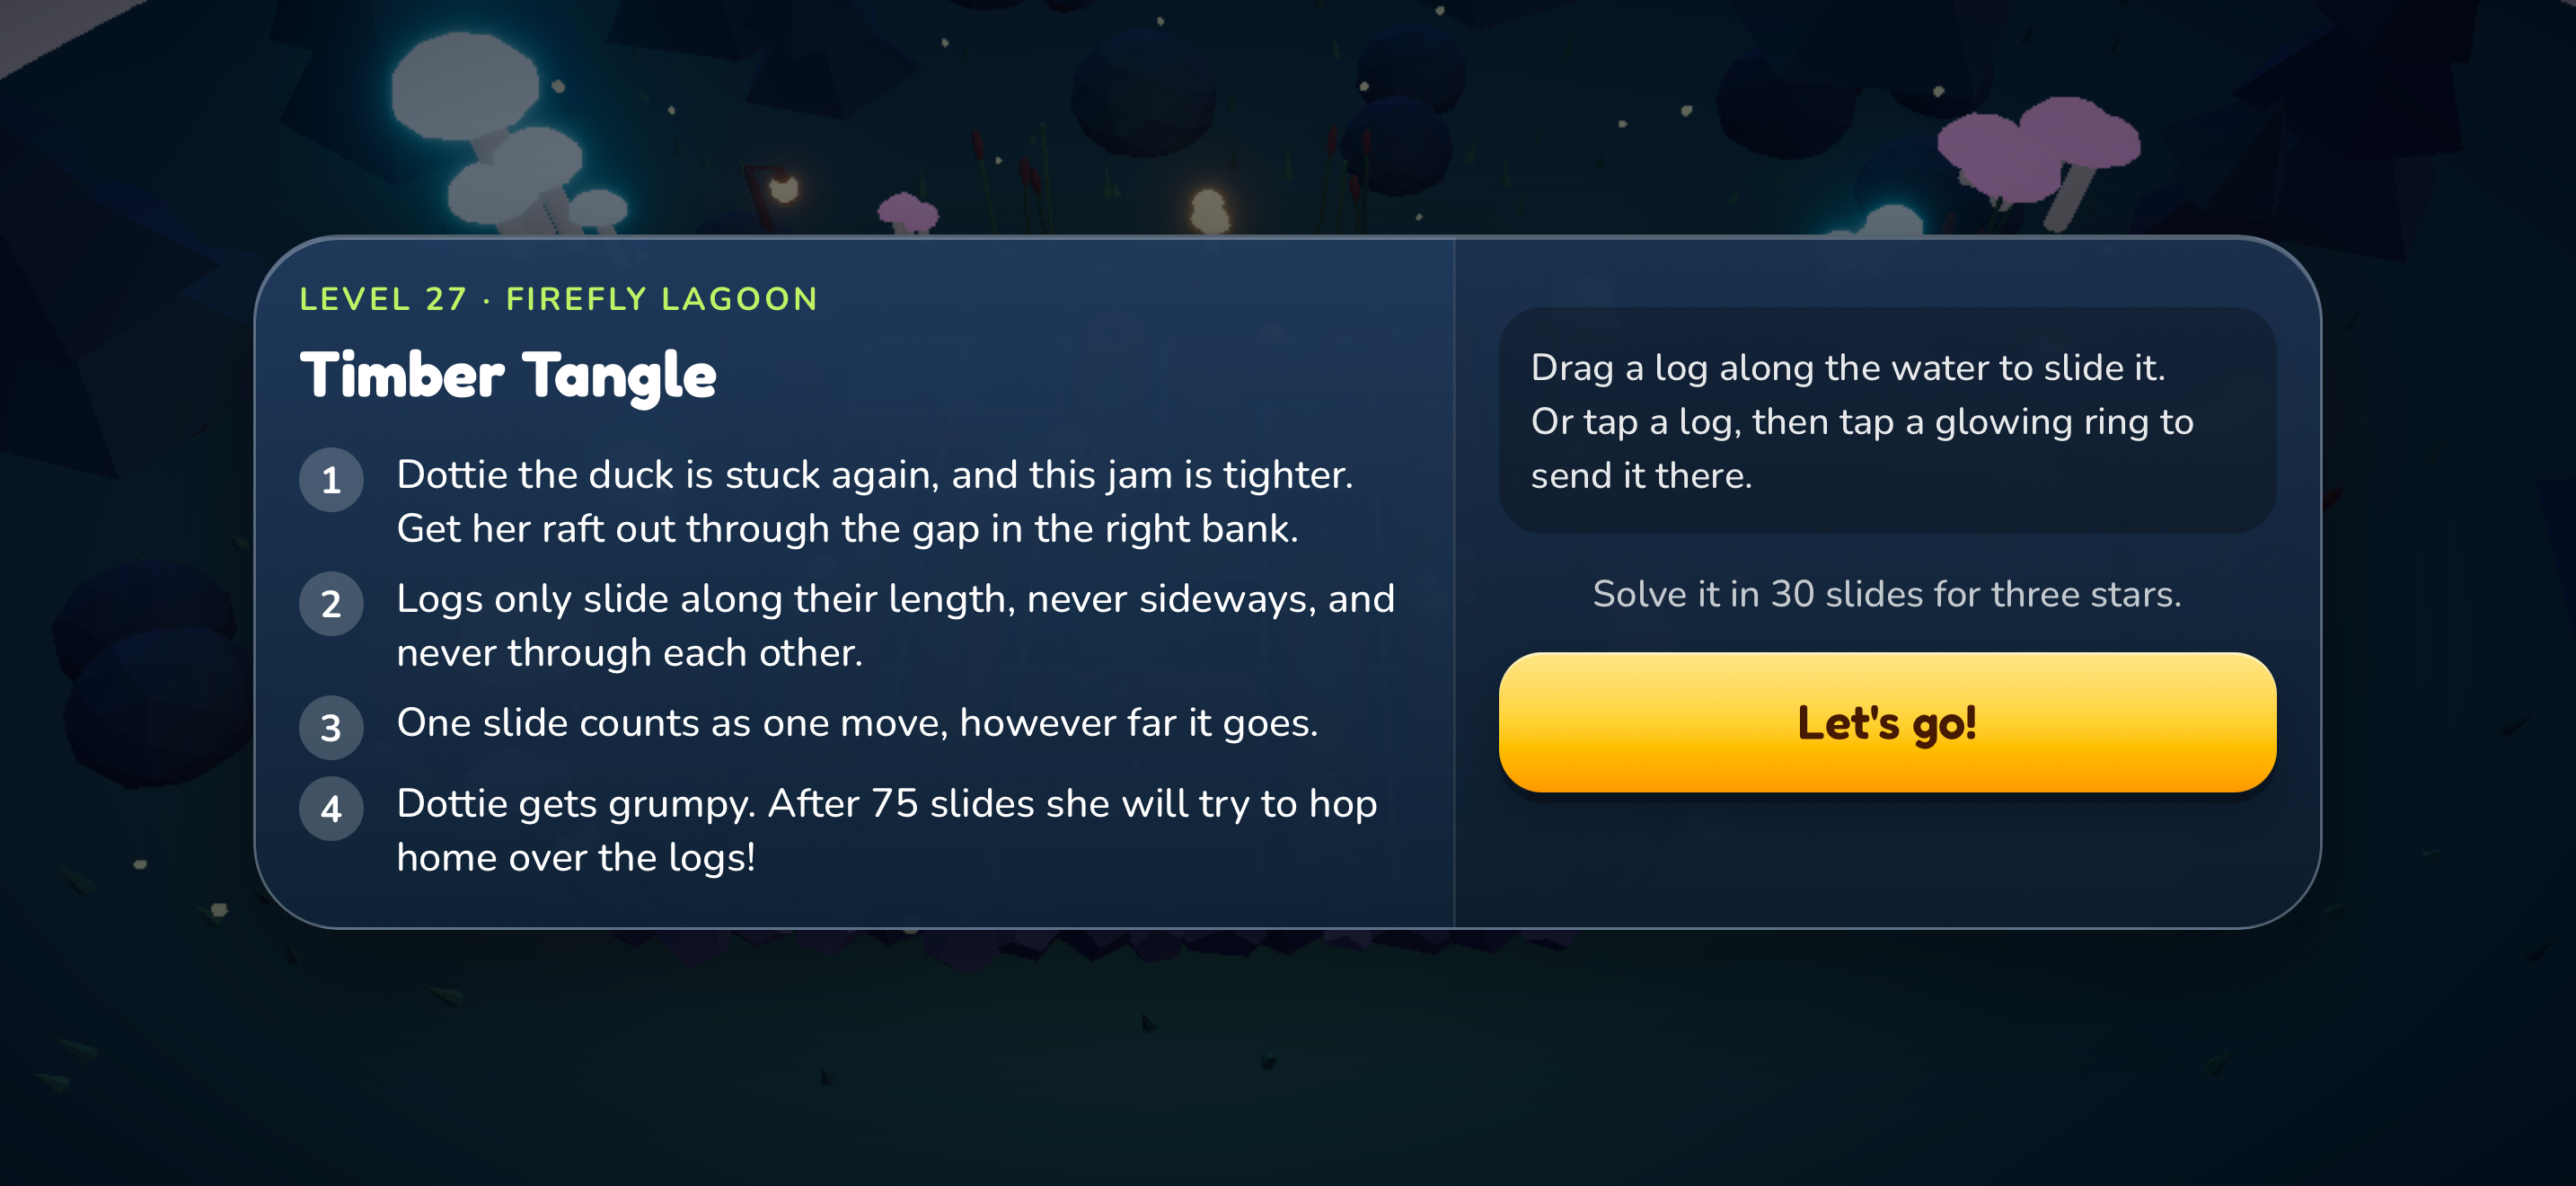 LEVEL 27 · FIREFLY LAGOON
Timber Tangle
1 Dottie the duck is stuck again, and this jam is tighter.
Get her raft out through the gap in the right bank.
2 Logs only slide along their length, never sideways, and
never through each other.
3 One slide counts as one move, however far it goes.
4 Dottie gets grumpy. After 75 slides she will try to hop
home over the logs!
Drag a log along the water to slide it.
Or tap a log, then tap a glowing ring to
send it there.
Solve it in 30 slides for three stars.
Let's go!